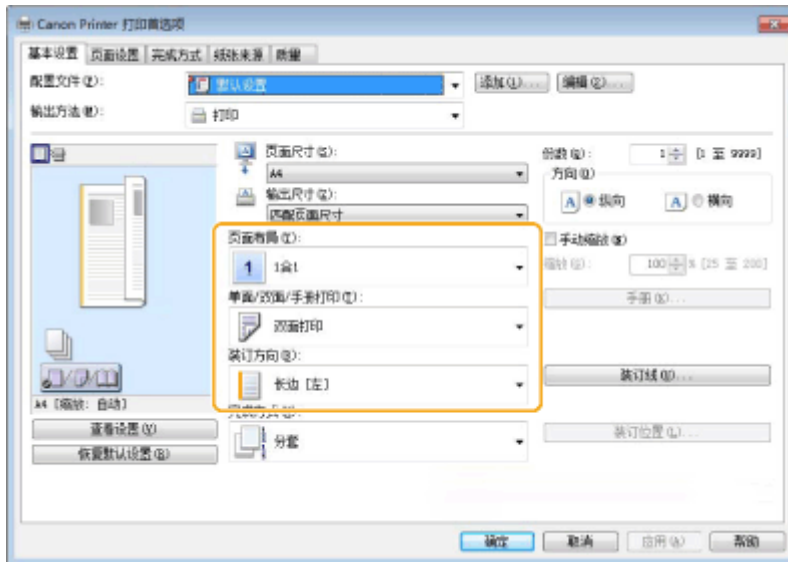 Canon Printer 打印首选项
基本设置 页面设置 完成方式 纸张来源 质量
配置文件(F): 默认设置 添加(1)... 编辑(2)...
输出方法(M): 打印
页面尺寸(S):
A4
输出尺寸(Z):
匹配页面尺寸
份数(C): 1 [1 至 9999]
方向(O)
A 纵向 A 横向
页面布局(Y):
1 1合1
手动缩放(N)
缩放(G): 100 % [25 至 200]
单面/双面/手册打印(T):
双面打印
手册(K)...
装订方向(B):
长边 [左]
装订线(U)...
A4 [缩放: 自动]
分套
装订位置(L)...
查看设置(V)
恢复默认设置(R)
确定 取消 应用(A) 帮助